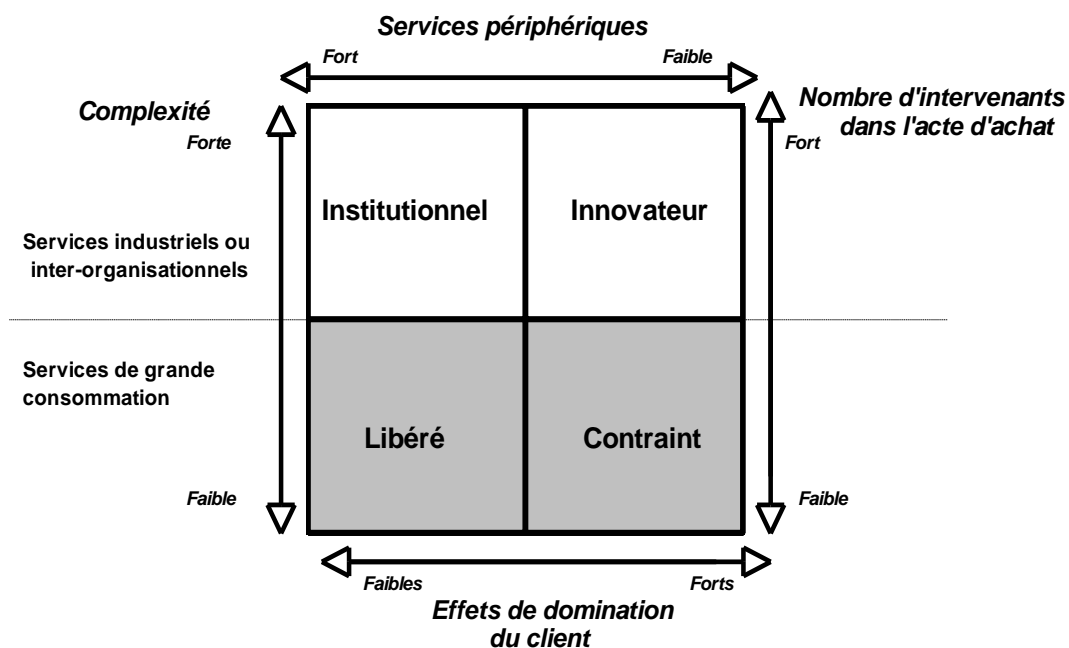 Services périphériques
Fort
Faible
Complexité
Nombre d'intervenants
dans l'acte d'achat
Forte
Fort
Institutionnel
Innovateur
Services industriels ou
inter-organisationnels
Services de grande
consommation
Libéré
Contraint
Faible
Faible
Faibles
Forts
Effets de domination
du client